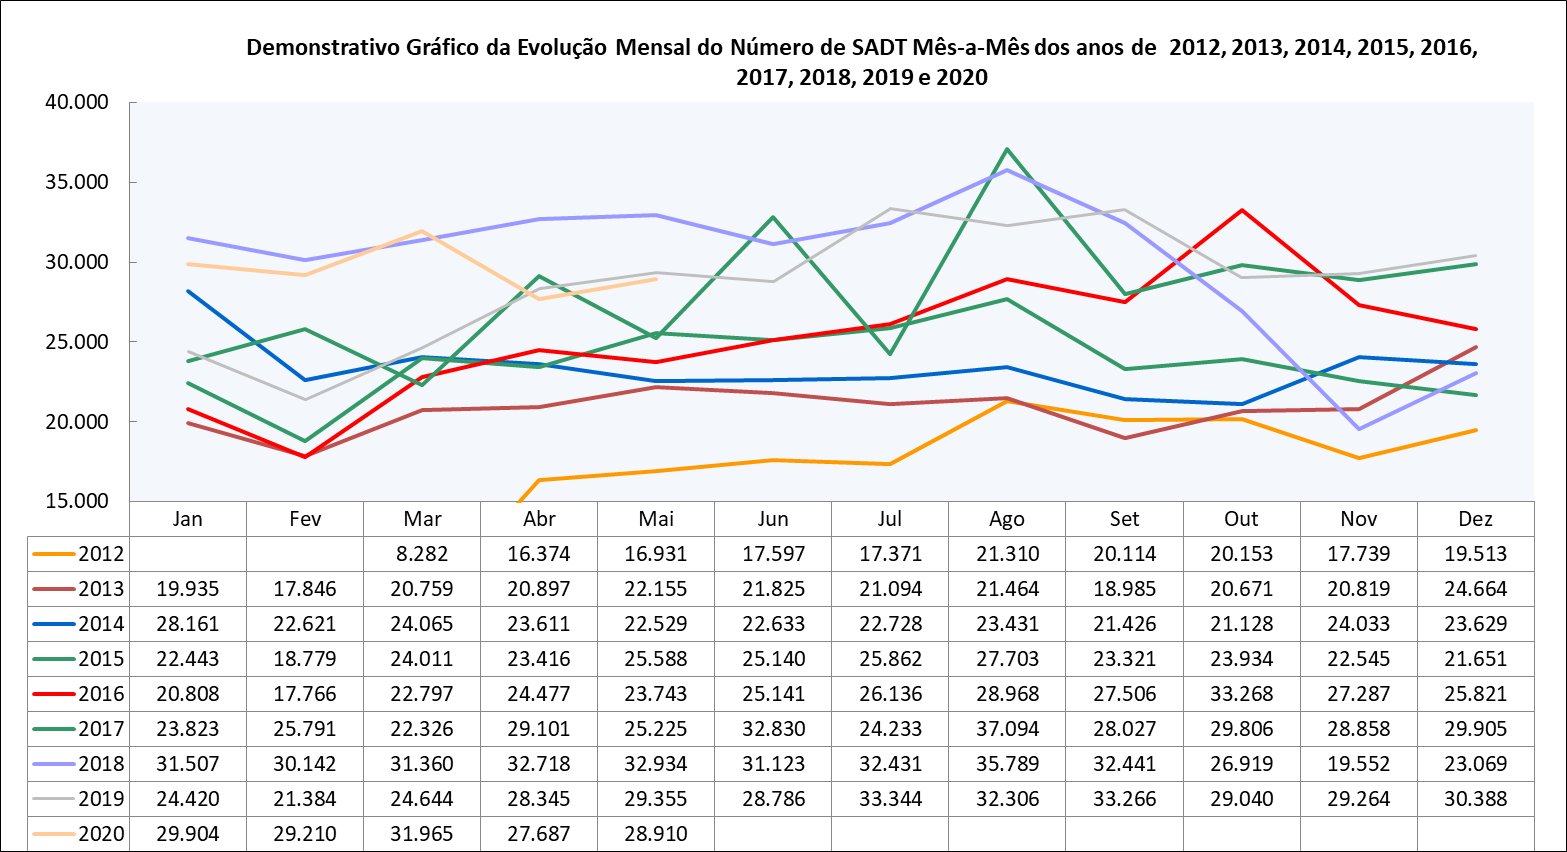 Demonstrativo Gráfico da Evolução Mensal do Número de SADT Mês-a-Mês dos anos de 2012, 2013, 2014, 2015, 2016,
2017, 2018, 2019 e 2020
40.000
35.000
30.000
25.000
20.000
15.000
Jan Fev Mar Abr Mai Jun Jul Ago Set Out Nov Dez
2012 8.282 16.374 16.931 17.597 17.371 21.310 20.114 20.153 17.739 19.513
2013 19.935 17.846 20.759 20.897 22.155 21.825 21.094 21.464 18.985 20.671 20.819 24.664
2014 28.161 22.621 24.065 23.611 22.529 22.633 22.728 23.431 21.426 21.128 24.033 23.629
2015 22.443 18.779 24.011 23.416 25.588 25.140 25.862 27.703 23.321 23.934 22.545 21.651
2016 20.808 17.766 22.797 24.477 23.743 25.141 26.136 28.968 27.506 33.268 27.287 25.821
2017 23.823 25.791 22.326 29.101 25.225 32.830 24.233 37.094 28.027 29.806 28.858 29.905
2018 31.507 30.142 31.360 32.718 32.934 31.123 32.431 35.789 32.441 26.919 19.552 23.069
2019 24.420 21.384 24.644 28.345 29.355 28.786 33.344 32.306 33.266 29.040 29.264 30.388
2020 29.904 29.210 31.965 27.687 28.910